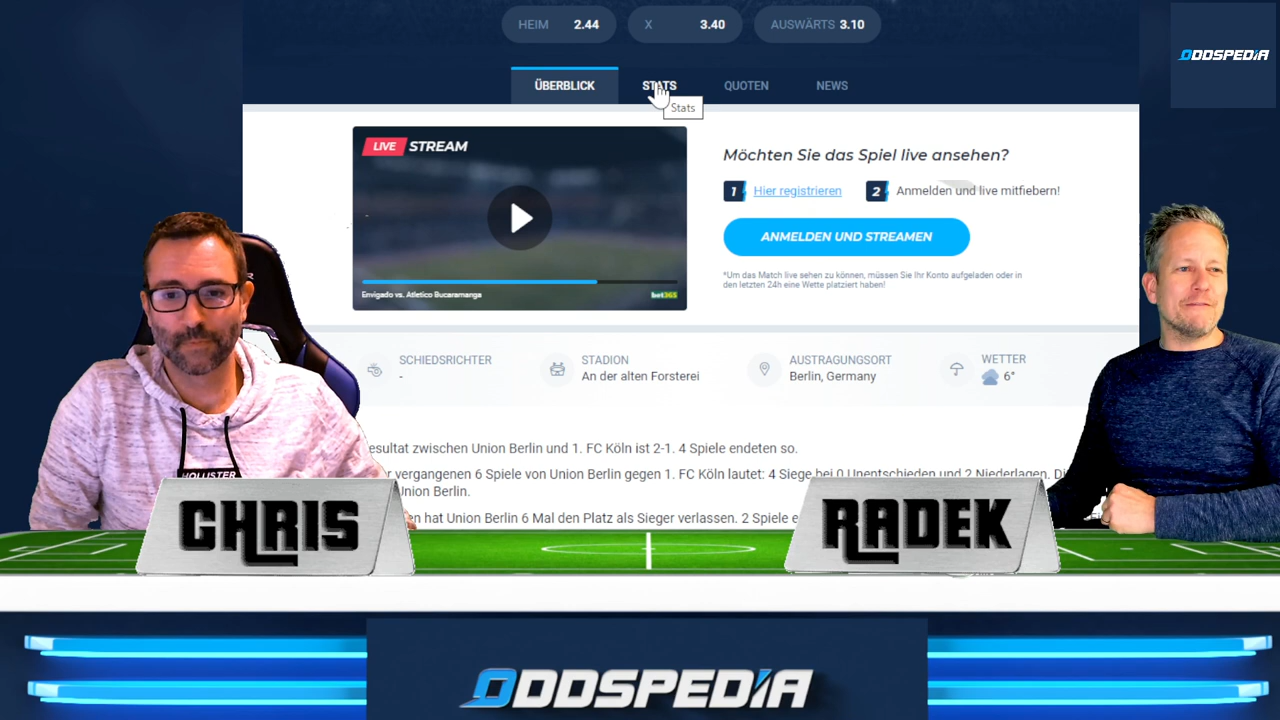 HEIM 2.44 X 3.40 AUSWÄRTS 3.10
ODDSPEDIA
ÜBERBLICK STATS QUOTEN NEWS
Stats
LIVE STREAM
Möchten Sie das Spiel live ansehen?
1 Hier registrieren 2 Anmelden und live mitfiebern!
ANMELDEN UND STREAMEN
*Um das Match live sehen zu können, müssen Sie Ihr Konto aufgeladen oder in
den letzten 24h eine Wette platziert haben!
Envigado vs. Atletico Bucaramanga bet365
SCHIEDSRICHTER
-
STADION
An der alten Forsterei
AUSTRAGUNGSORT
Berlin, Germany
WETTER
6°
esultat zwischen Union Berlin und 1. FC Köln ist 2-1. 4 Spiele endeten so.
r vergangenen 6 Spiele von Union Berlin gegen 1. FC Köln lautet: 4 Siege bei 0 Unentschieden und 2 Niederlagen.
Union Berlin.
en hat Union Berlin 6 Mal den Platz als Sieger verlassen. 2 Spiele
HOLLISTER
CHRIS
RADEK
ODDSPEDIA